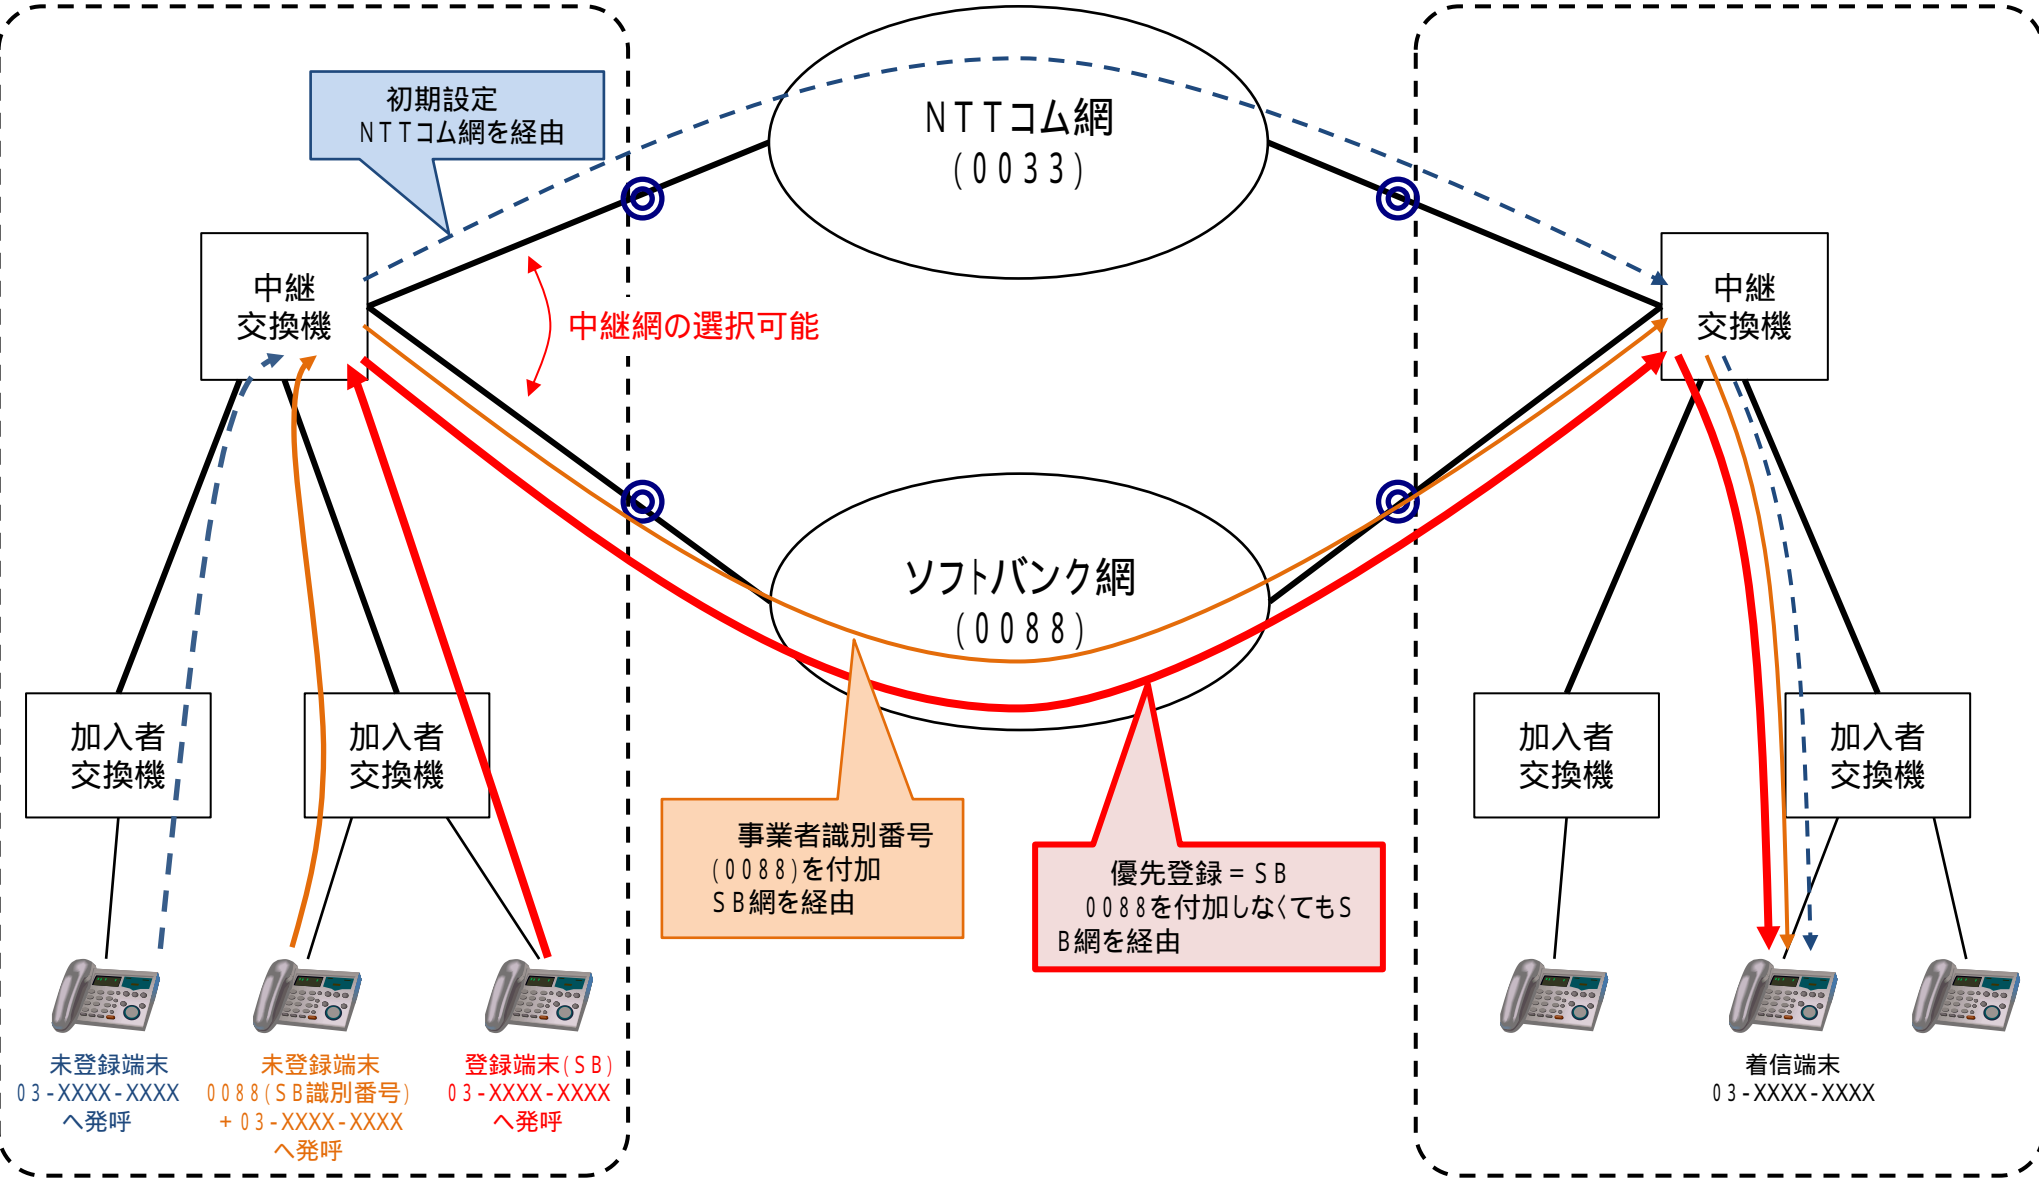 初期設定
NTTコム網を経由
NTTコム網
(0033)
中継
交換機
中継網の選択可能
中継
交換機
ソフトバンク網
(0088)
加入者
交換機
加入者
交換機
加入者
交換機
加入者
交換機
事業者識別番号
(0088)を付加
SB網を経由
優先登録=SB
0088を付加しなくてもS
B網を経由
未登録端末
03-XXXX-XXXX
へ発呼
未登録端末
0088(SB識別番号)
+03-XXXX-XXXX
へ発呼
登録端末(SB)
03-XXXX-XXXX
へ発呼
着信端末
03-XXXX-XXXX